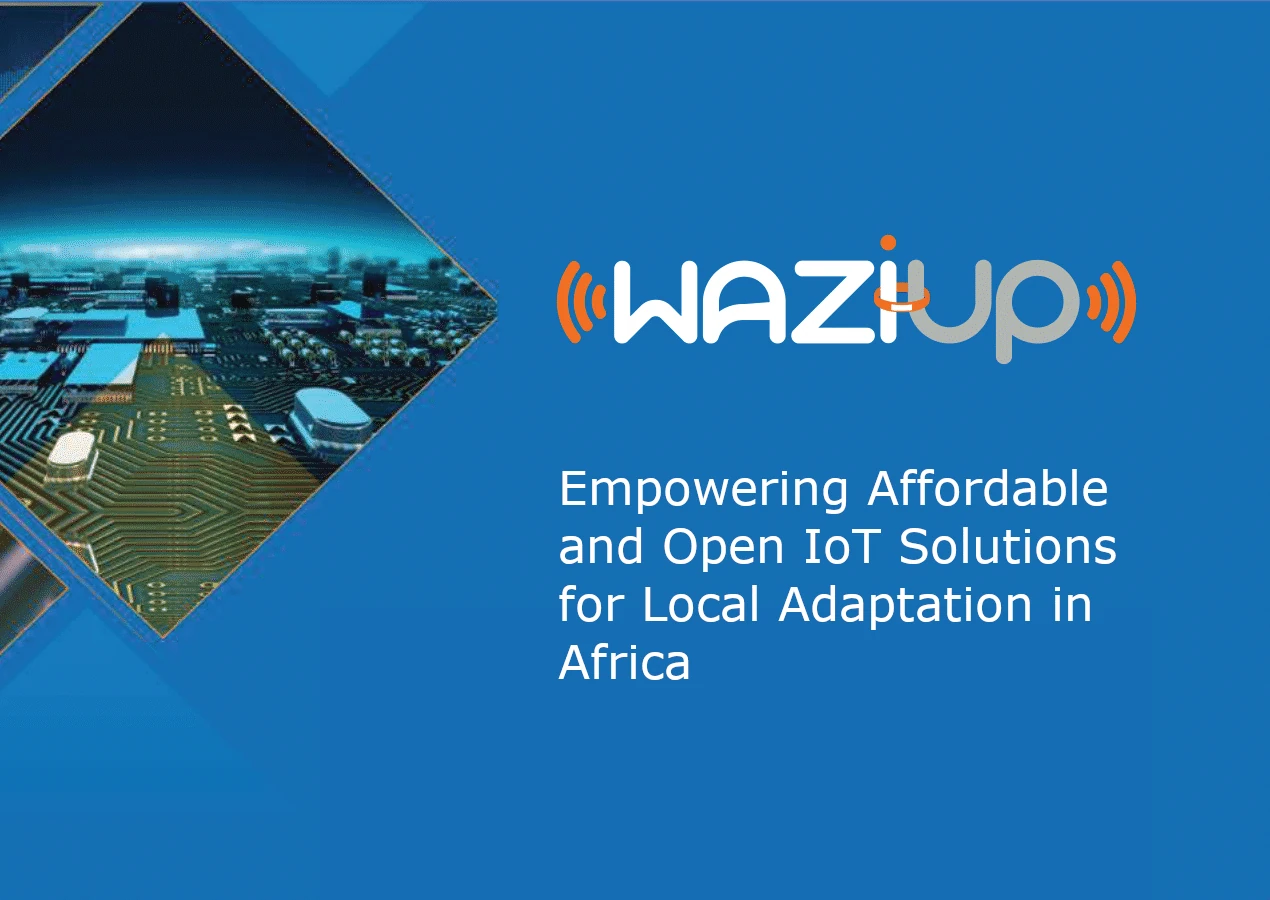 WAZIUP
Empowering Affordable
and Open IoT Solutions
for Local Adaptation in
Africa